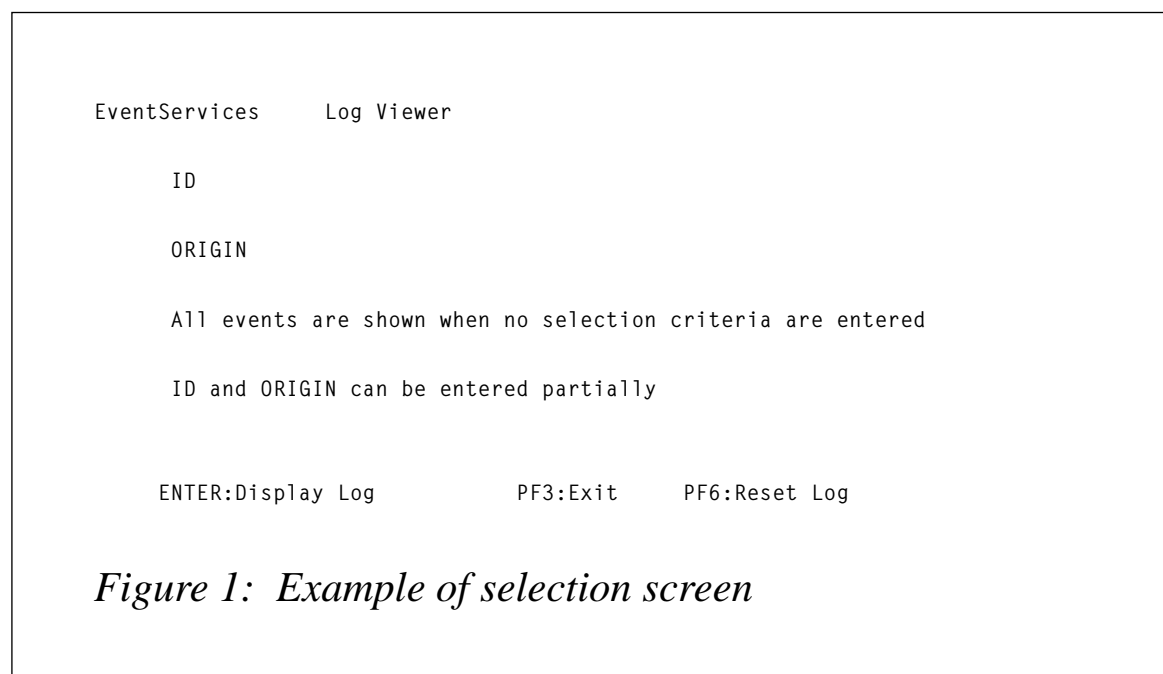 EventServices Log Viewer
ID
ORIGIN
All events are shown when no selection criteria are entered
ID and ORIGIN can be entered partially
ENTER:Display Log PF3:Exit PF6:Reset Log
Figure 1: Example of selection screen